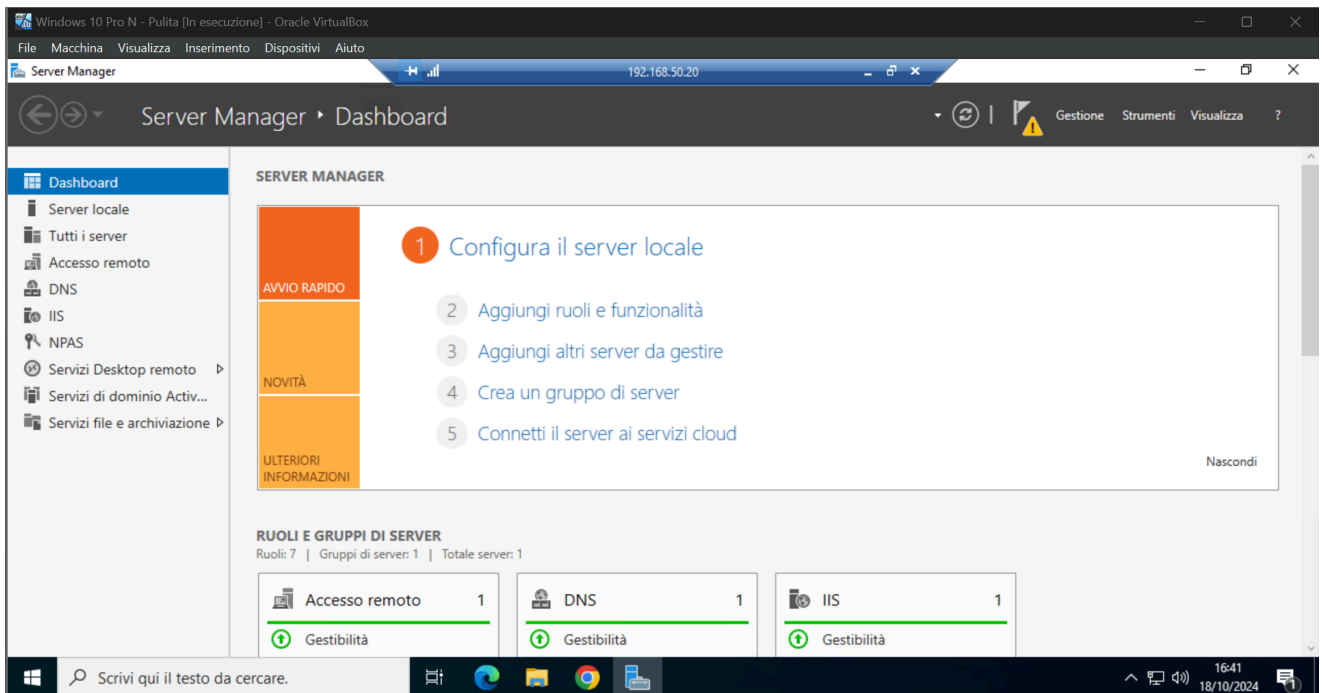 Windows 10 Pro N - Pulita [In esecuzione] - Oracle VirtualBox
File Macchina Visualizza Inserimento Dispositivi Aiuto
Server Manager
192.168.50.20
Server Manager • Dashboard
Gestione Strumenti Visualizza ?
Dashboard
Server locale
Tutti i server
Accesso remoto
DNS
IIS
NPAS
Servizi Desktop remoto
Servizi di dominio Activ...
Servizi file e archiviazione
SERVER MANAGER
AVVIO RAPIDO
NOVITÀ
ULTERIORI
INFORMAZIONI
1 Configura il server locale
2 Aggiungi ruoli e funzionalità
3 Aggiungi altri server da gestire
4 Crea un gruppo di server
5 Connetti il server ai servizi cloud
Nascondi
RUOLI E GRUPPI DI SERVER
Ruoli: 7 | Gruppi di server: 1 | Totale server: 1
Accesso remoto 1
Gestibilità
DNS 1
Gestibilità
IIS 1
Gestibilità
Scrivi qui il testo da cercare.
16:41
18/10/2024
1